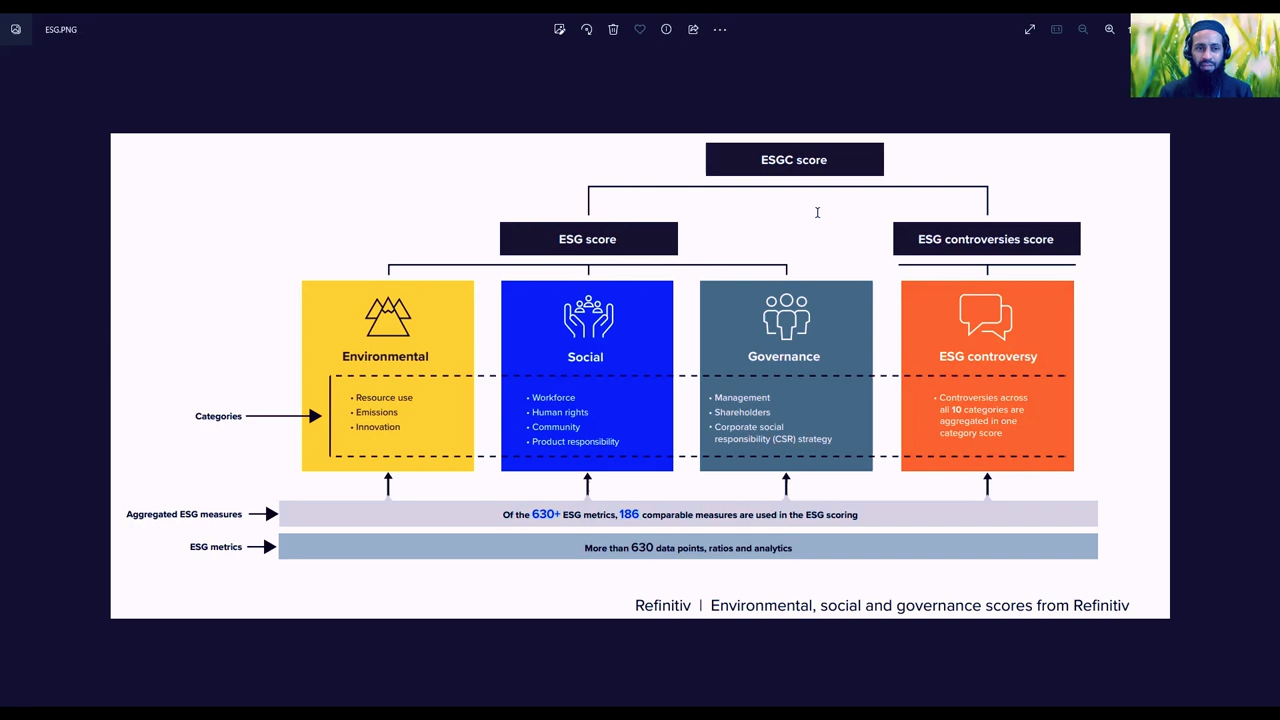 ESG.PNG
ESGC score
ESG score
ESG controversies score
Environmental
Social
Governance
ESG controversy
Categories
• Resource use
• Emissions
• Innovation
• Workforce
• Human rights
• Community
• Product responsibility
• Management
• Shareholders
• Corporate social
responsibility (CSR) strategy
• Controversies across
all 10 categories are
aggregated in one
category score
Aggregated ESG measures
Of the 630+ ESG metrics, 186 comparable measures are used in the ESG scoring
ESG metrics
More than 630 data points, ratios and analytics
Refinitiv | Environmental, social and governance scores from Refinitiv